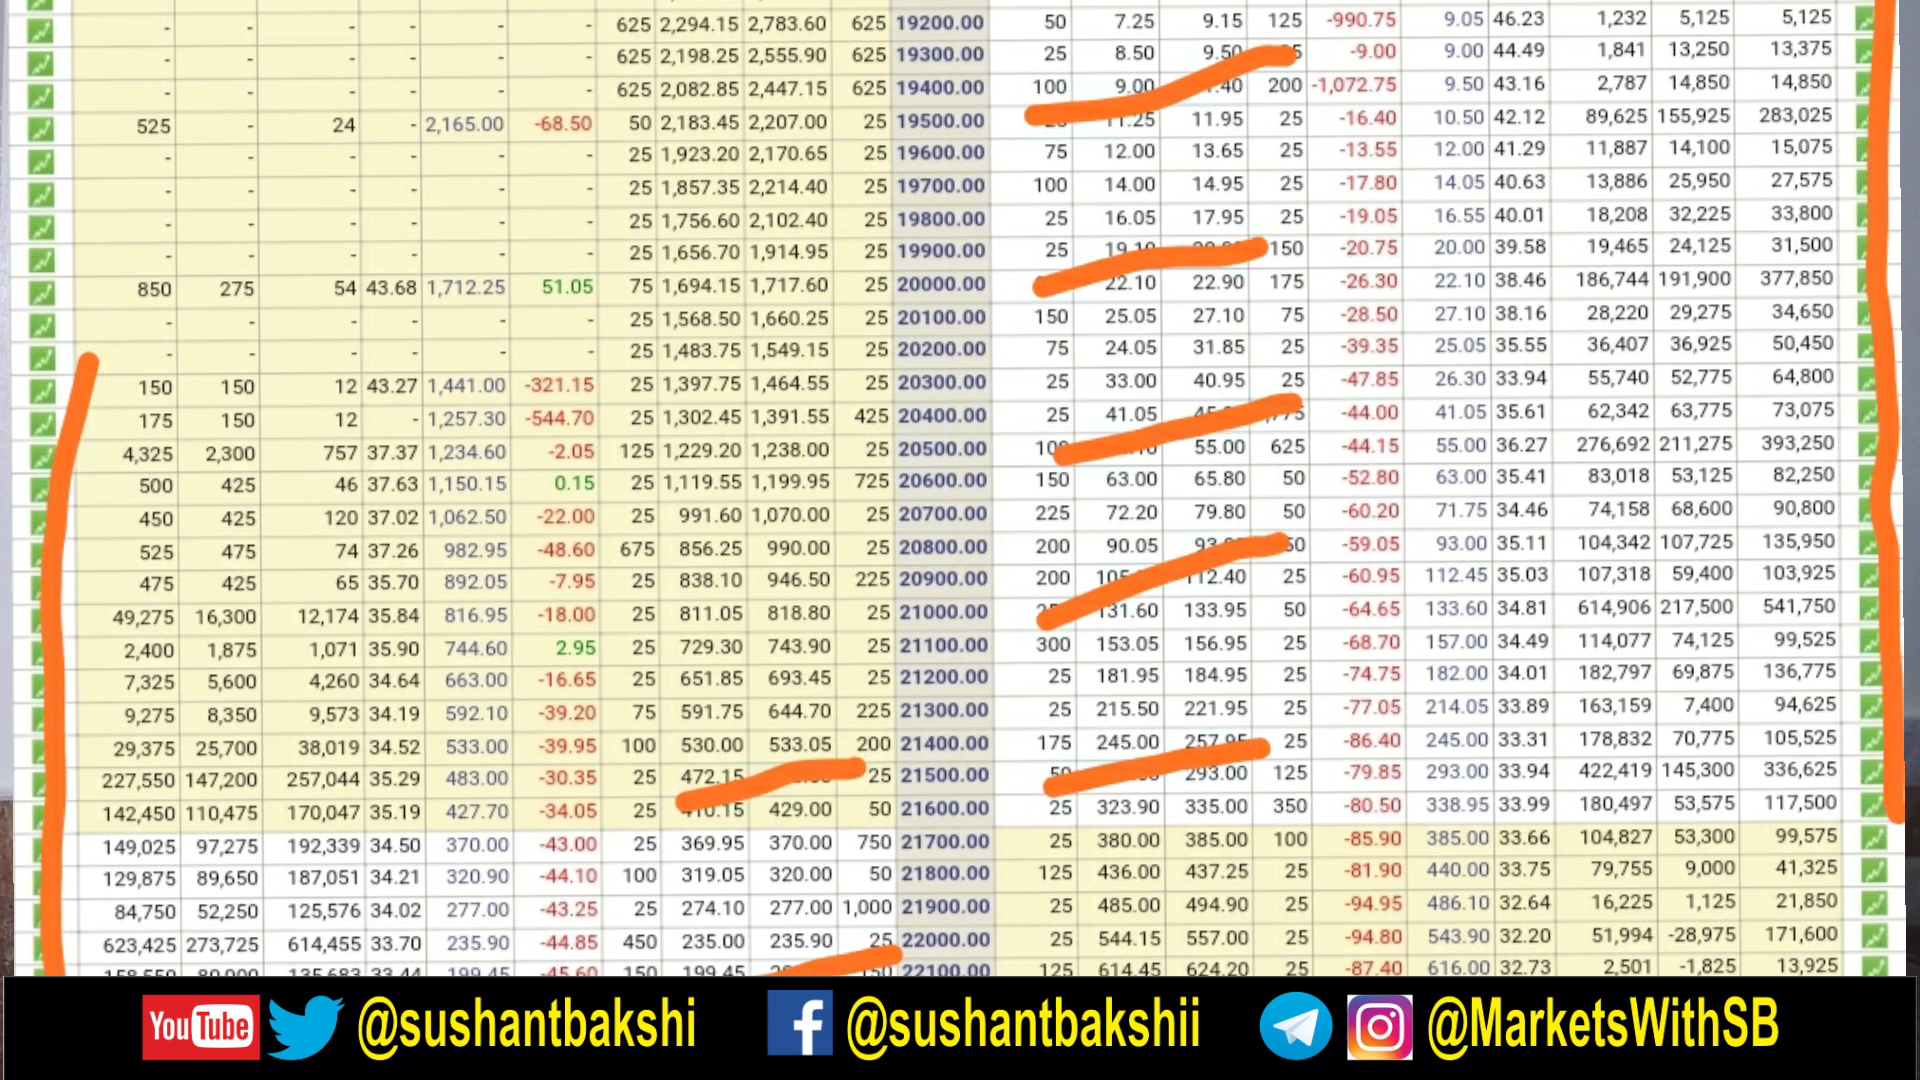 - - - - - - 625 2,294.15 2,783.60 625 19200.00 50 7.25 9.15 125 -990.75 9.05 46.23 1,232 5,125 5,125
- - - - - - 625 2,198.25 2,555.90 625 19300.00 25 8.50 9.50 -9.00 9.00 44.49 1,841 13,250 13,375
- - - - - - 625 2,082.85 2,447.15 625 19400.00 100 9.00 200 -1,072.75 9.50 43.16 2,787 14,850 14,850
525 - 24 - 2,165.00 -68.50 50 2,183.45 2,207.00 25 19500.00 11.25 11.95 25 -16.40 10.50 42.12 89,625 155,925 283,025
- - - - - - 25 1,923.20 2,170.65 25 19600.00 75 12.00 13.65 25 -13.55 12.00 41.29 11,887 14,100 15,075
- - - - - - 25 1,857.35 2,214.40 25 19700.00 100 14.00 14.95 25 -17.80 14.05 40.63 13,886 25,950 27,575
- - - - - - 25 1,756.60 2,102.40 25 19800.00 25 16.05 17.95 25 -19.05 16.55 40.01 18,208 32,225 33,800
- - - - - - 25 1,656.70 1,914.95 25 19900.00 25 19.10 150 -20.75 20.00 39.58 19,465 24,125 31,500
850 275 54 43.68 1,712.25 51.05 75 1,694.15 1,717.60 25 20000.00 22.10 22.90 175 -26.30 22.10 38.46 186,744 191,900 377,850
- - - - - - 25 1,568.50 1,660.25 25 20100.00 150 25.05 27.10 75 -28.50 27.10 38.16 28,220 29,275 34,650
- - - - - - 25 1,483.75 1,549.15 25 20200.00 75 24.05 31.85 25 -39.35 25.05 35.55 36,407 36,925 50,450
150 150 12 43.27 1,441.00 -321.15 25 1,397.75 1,464.55 25 20300.00 25 33.00 40.95 25 -47.85 26.30 33.94 55,740 52,775 64,800
175 150 12 - 1,257.30 -544.70 25 1,302.45 1,391.55 425 20400.00 25 41.05 -44.00 41.05 35.61 62,342 63,775 73,075
4,325 2,300 757 37.37 1,234.60 -2.05 125 1,229.20 1,238.00 25 20500.00 55.00 625 -44.15 55.00 36.27 276,692 211,275 393,250
500 425 46 37.63 1,150.15 0.15 25 1,119.55 1,199.95 725 20600.00 150 63.00 65.80 50 -52.80 63.00 35.41 83,018 53,125 82,250
450 425 120 37.02 1,062.50 -22.00 25 991.60 1,070.00 25 20700.00 225 72.20 79.80 50 -60.20 71.75 34.46 74,158 68,600 90,800
525 475 74 37.26 982.95 -48.60 675 856.25 990.00 25 20800.00 200 90.05 -59.05 93.00 35.11 104,342 107,725 135,950
475 425 65 35.70 892.05 -7.95 25 838.10 946.50 225 20900.00 200 112.40 25 -60.95 112.45 35.03 107,318 59,400 103,925
49,275 16,300 12,174 35.84 816.95 -18.00 25 811.05 818.80 25 21000.00 131.60 133.95 50 -64.65 133.60 34.81 614,906 217,500 541,750
2,400 1,875 1,071 35.90 744.60 2.95 25 729.30 743.90 25 21100.00 300 153.05 156.95 25 -68.70 157.00 34.49 114,077 74,125 99,525
7,325 5,600 4,260 34.64 663.00 -16.65 25 651.85 693.45 25 21200.00 25 181.95 184.95 25 -74.75 182.00 34.01 182,797 69,875 136,775
9,275 8,350 9,573 34.19 592.10 -39.20 75 591.75 644.70 225 21300.00 25 215.50 221.95 25 -77.05 214.05 33.89 163,159 7,400 94,625
29,375 25,700 38,019 34.52 533.00 -39.95 100 530.00 533.05 200 21400.00 175 245.00 257.95 25 -86.40 245.00 33.31 178,832 70,775 105,525
227,550 147,200 257,044 35.29 483.00 -30.35 25 472.15 25 21500.00 50 293.00 125 -79.85 293.00 33.94 422,419 145,300 336,625
142,450 110,475 170,047 35.19 427.70 -34.05 25 410.15 429.00 50 21600.00 25 323.90 335.00 350 -80.50 338.95 33.99 180,497 53,575 117,500
149,025 97,275 192,339 34.50 370.00 -43.00 25 369.95 370.00 750 21700.00 25 380.00 385.00 100 -85.90 385.00 33.66 104,827 53,300 99,575
129,875 89,650 187,051 34.21 320.90 -44.10 100 319.05 320.00 50 21800.00 125 436.00 437.25 25 -81.90 440.00 33.75 79,755 9,000 41,325
84,750 52,250 125,576 34.02 277.00 -43.25 25 274.10 277.00 1,000 21900.00 25 485.00 494.90 25 -94.95 486.10 32.64 16,225 1,125 21,850
623,425 273,725 614,455 33.70 235.90 -44.85 450 235.00 235.90 25 22000.00 25 544.15 557.00 25 -94.80 543.90 32.20 51,994 -28,975 171,600
135,683 33.44 199.45 -45.60 150 199.45 22100.00 125 614.45 624.20 25 -87.40 616.00 32.73 2,501 -1,825 13,925
YouTube @sushantbakshi @sushantbakshii @MarketsWithSB